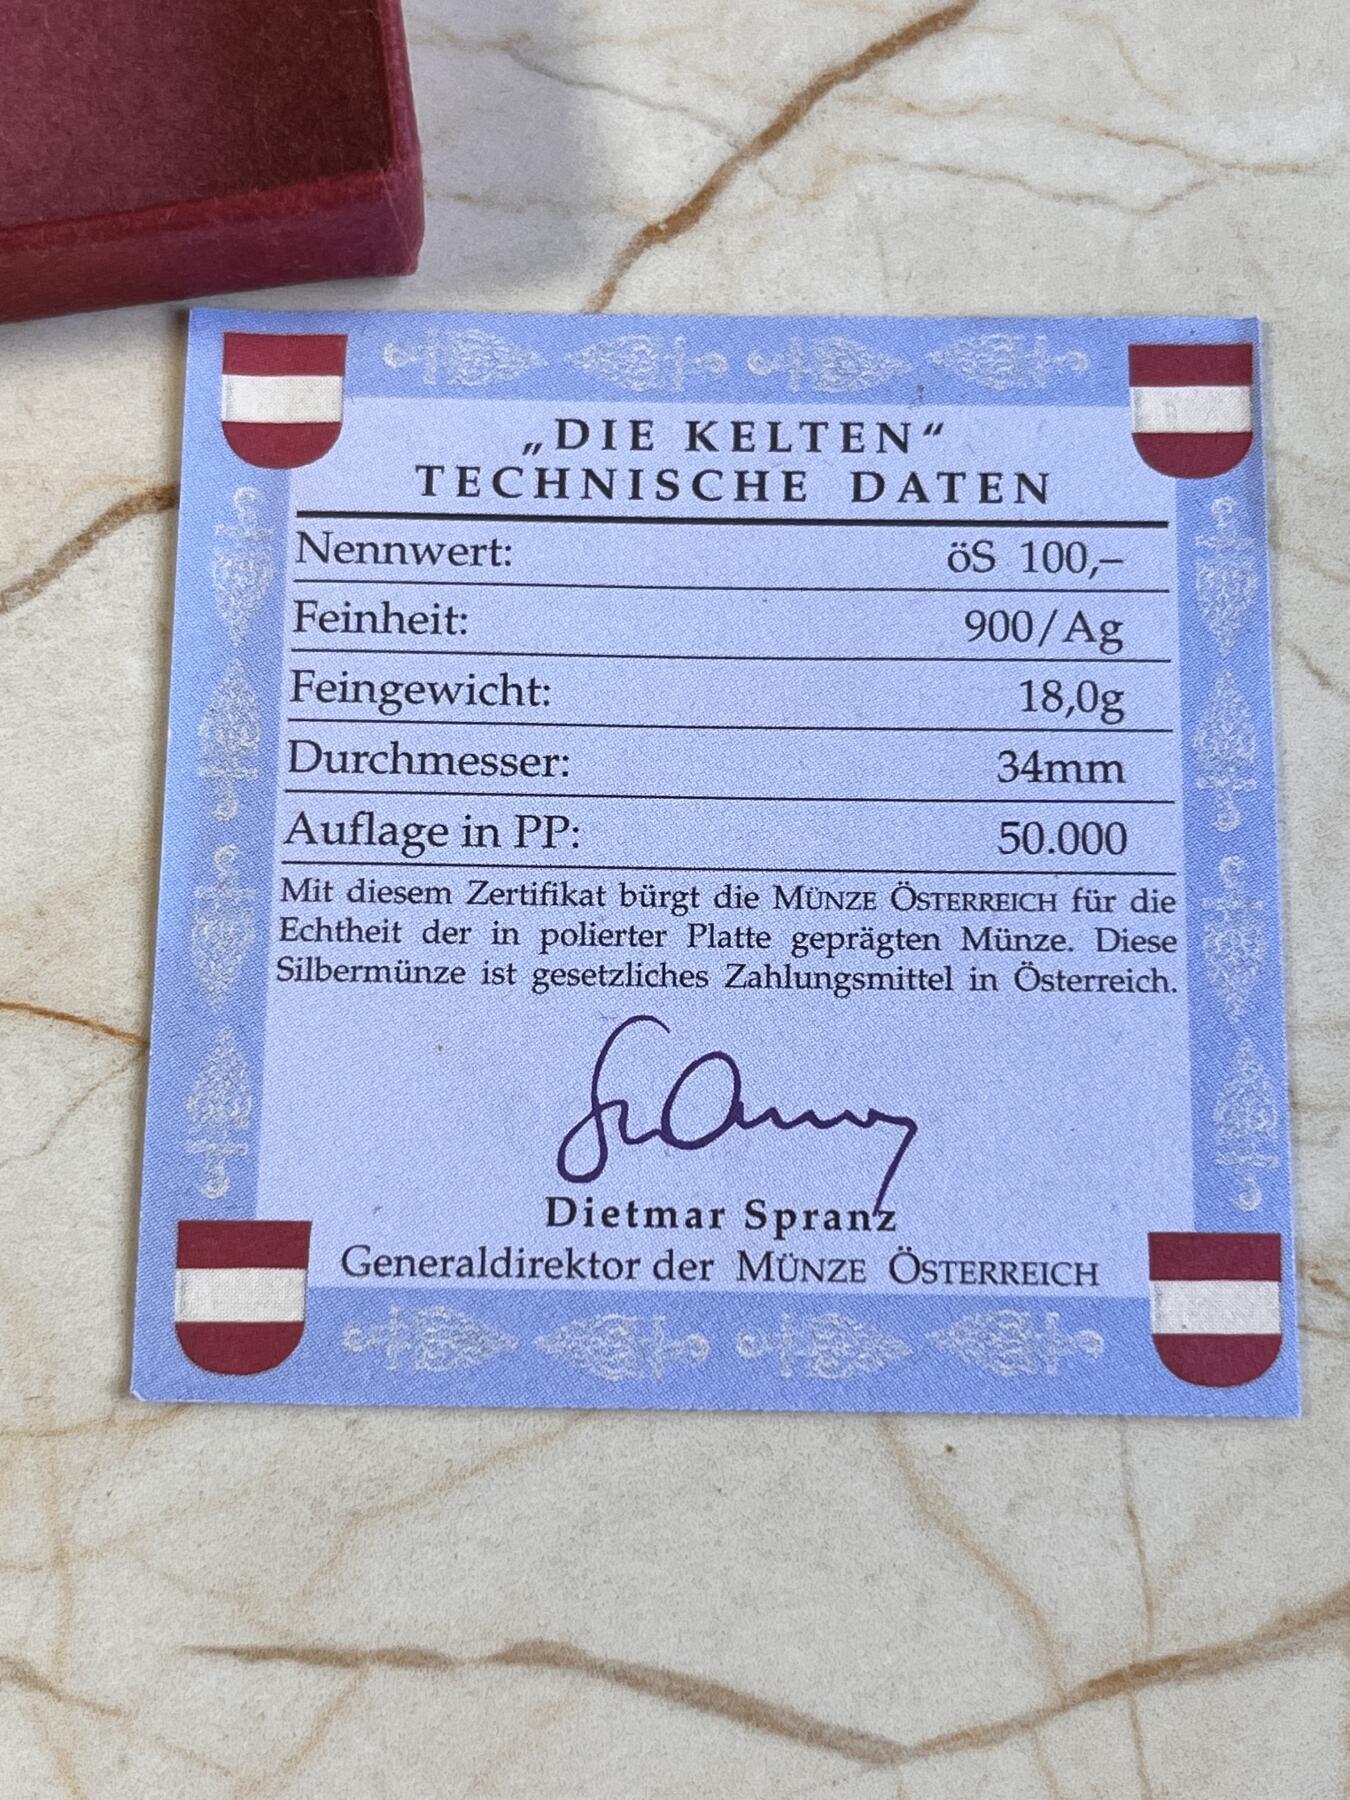 „DIE KELTEN“
TECHNISCHE DATEN
Nennwert: öS 100,–
Feinheit: 900/Ag
Feingewicht: 18,0g
Durchmesser: 34mm
Auflage in PP: 50.000
Mit diesem Zertifikat bürgt die MÜNZE ÖSTERREICH für die
Echtheit der in polierter Platte geprägten Münze. Diese
Silbermünze ist gesetzliches Zahlungsmittel in Österreich.
Dietmar Spranz
Generaldirektor der MÜNZE ÖSTERREICH